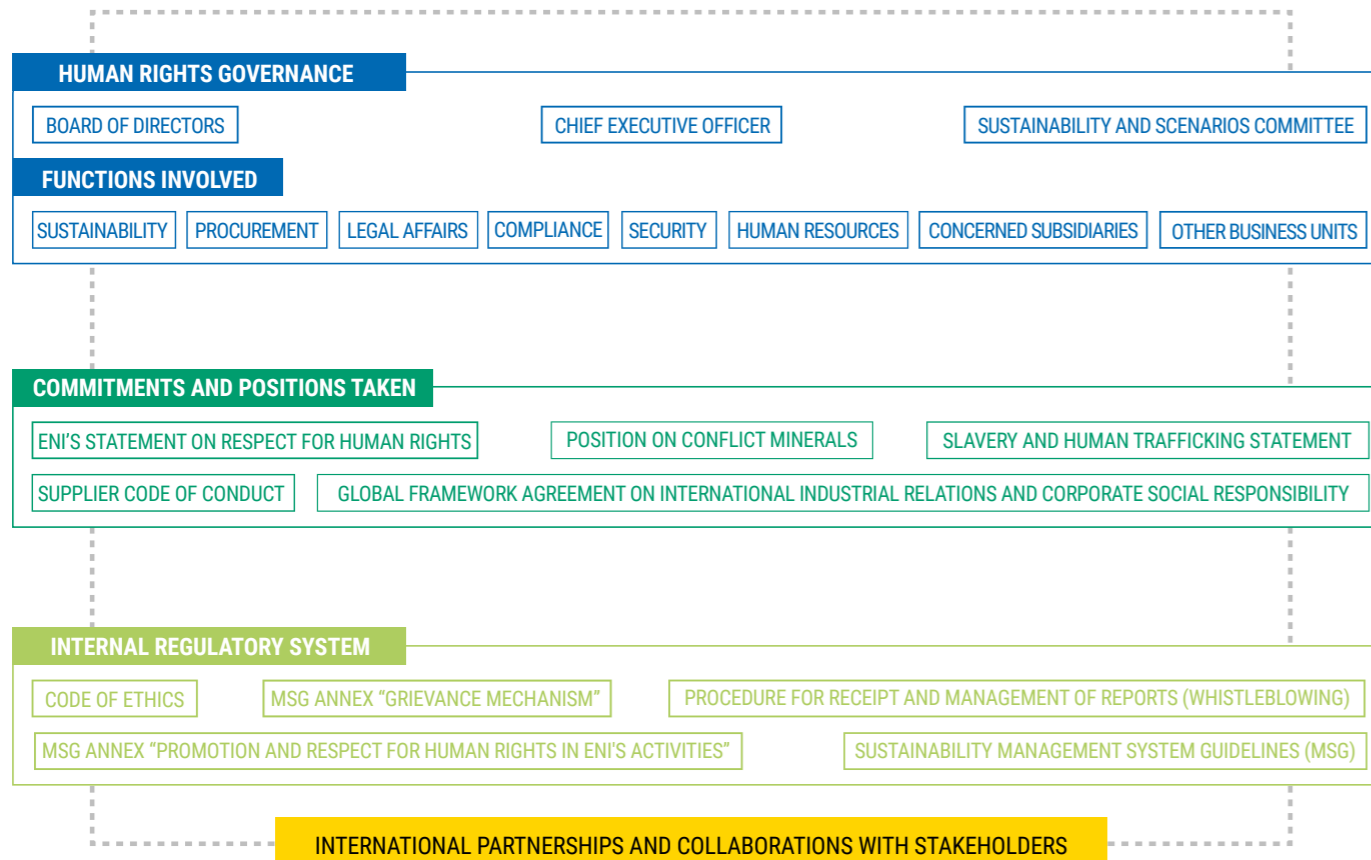 HUMAN RIGHTS GOVERNANCE
BOARD OF DIRECTORS
CHIEF EXECUTIVE OFFICER
SUSTAINABILITY AND SCENARIOS COMMITTEE
FUNCTIONS INVOLVED
SUSTAINABILITY
PROCUREMENT
LEGAL AFFAIRS
COMPLIANCE
SECURITY
HUMAN RESOURCES
CONCERNED SUBSIDIARIES
OTHER BUSINESS UNITS
COMMITMENTS AND POSITIONS TAKEN
ENI'S STATEMENT ON RESPECT FOR HUMAN RIGHTS
POSITION ON CONFLICT MINERALS
SLAVERY AND HUMAN TRAFFICKING STATEMENT
SUPPLIER CODE OF CONDUCT
GLOBAL FRAMEWORK AGREEMENT ON INTERNATIONAL INDUSTRIAL RELATIONS AND CORPORATE SOCIAL RESPONSIBILITY
INTERNAL REGULATORY SYSTEM
CODE OF ETHICS
MSG ANNEX “GRIEVANCE MECHANISM”
PROCEDURE FOR RECEIPT AND MANAGEMENT OF REPORTS (WHISTLEBLOWING)
MSG ANNEX “PROMOTION AND RESPECT FOR HUMAN RIGHTS IN ENI'S ACTIVITIES”
SUSTAINABILITY MANAGEMENT SYSTEM GUIDELINES (MSG)
INTERNATIONAL PARTNERSHIPS AND COLLABORATIONS WITH STAKEHOLDERS